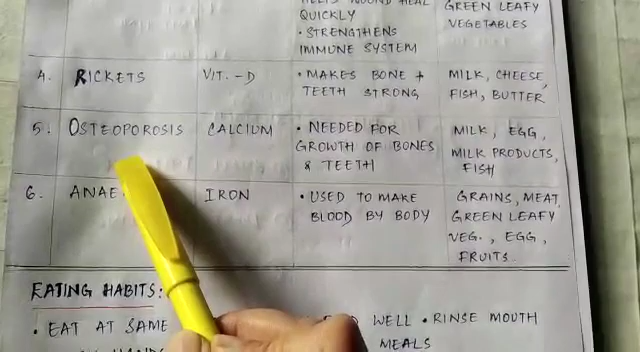 QUICKLY
• STRENGTHENS
IMMUNE SYSTEM
GREEN LEAFY
VEGETABLES
4. RICKETS VIT. - D • MAKES BONE + TEETH STRONG MILK, CHEESE, FISH, BUTTER
5. OSTEOPOROSIS CALCIUM • NEEDED FOR GROWTH OF BONES & TEETH MILK, EGG, MILK PRODUCTS, FISH
6. IRON • USED TO MAKE BLOOD BY BODY GRAINS, MEAT, GREEN LEAFY VEG., EGG, FRUITS
EATING HABITS:
• EAT AT SAME WELL • RINSE MOUTH
MEALS